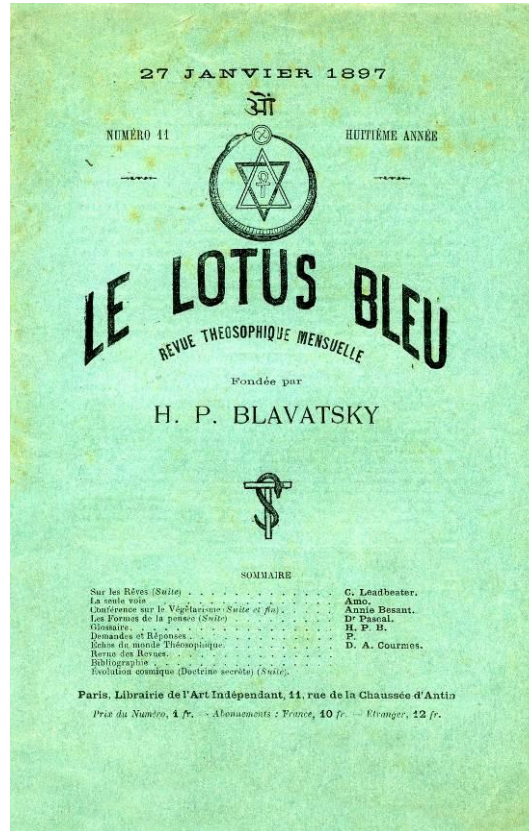 27 JANVIER 1897
ओं
NUMÉRO 11
HUITIÈME ANNÉE
LE LOTUS BLEU
REVUE THEOSOPHIQUE MENSUELLE
Fondée par
H. P. BLAVATSKY
SOMMAIRE
Sur les Rêves (Suite) . . . . . . . . . . C. Leadbeater.
La seule voie . . . . . . . . . . Amo.
Conférence sur le Végétarisme (Suite et fin) . . . . . . Annie Besant.
Les Formes de la pensée (Suite) . . . . . . . . Dr Pascal.
Glossaire . . . . . . . . . . H. P. B.
Demandes et Réponses . . . . . . . . . . P.
Échos du monde Théosophique . . . . . . . . D. A. Courmes.
Revue des Revues . . . . . . . . . .
Bibliographie . . . . . . . . . .
Évolution cosmique (Doctrine secrète) (Suite).
Paris, Librairie de l'Art Indépendant, 11, rue de la Chaussée d'Antin
Prix du Numéro, 1 fr. — Abonnements : France, 10 fr. — Étranger, 12 fr.